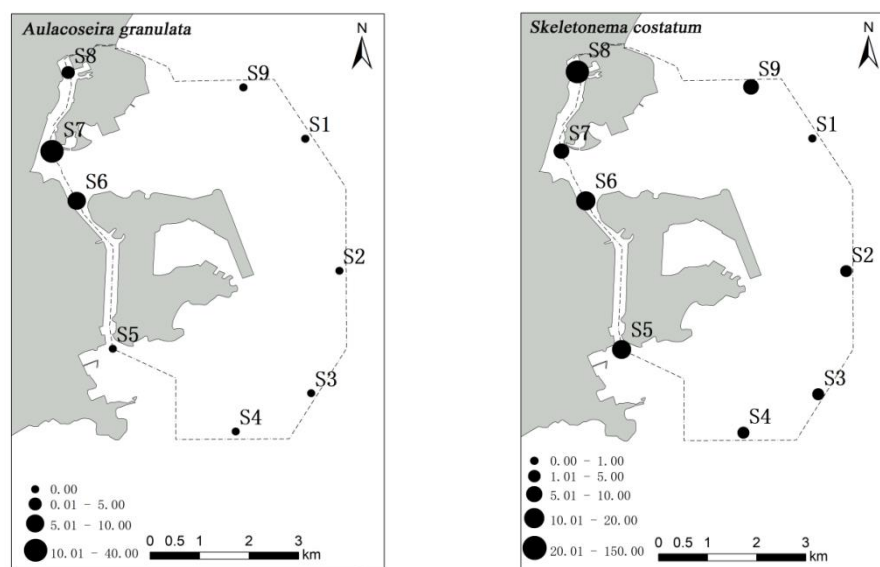 Aulacoseira granulata
N
S8
S9
S7
S1
S6
S2
S5
S3
S4
0.00
0.01 - 5.00
5.01 - 10.00
10.01 - 40.00
0 0.5 1 2 3
km
Skeletonema costatum
N
S8
S9
S7
S1
S6
S2
S5
S3
S4
0.00 - 1.00
1.01 - 5.00
5.01 - 10.00
10.01 - 20.00
20.01 - 150.00
0 0.5 1 2 3
km